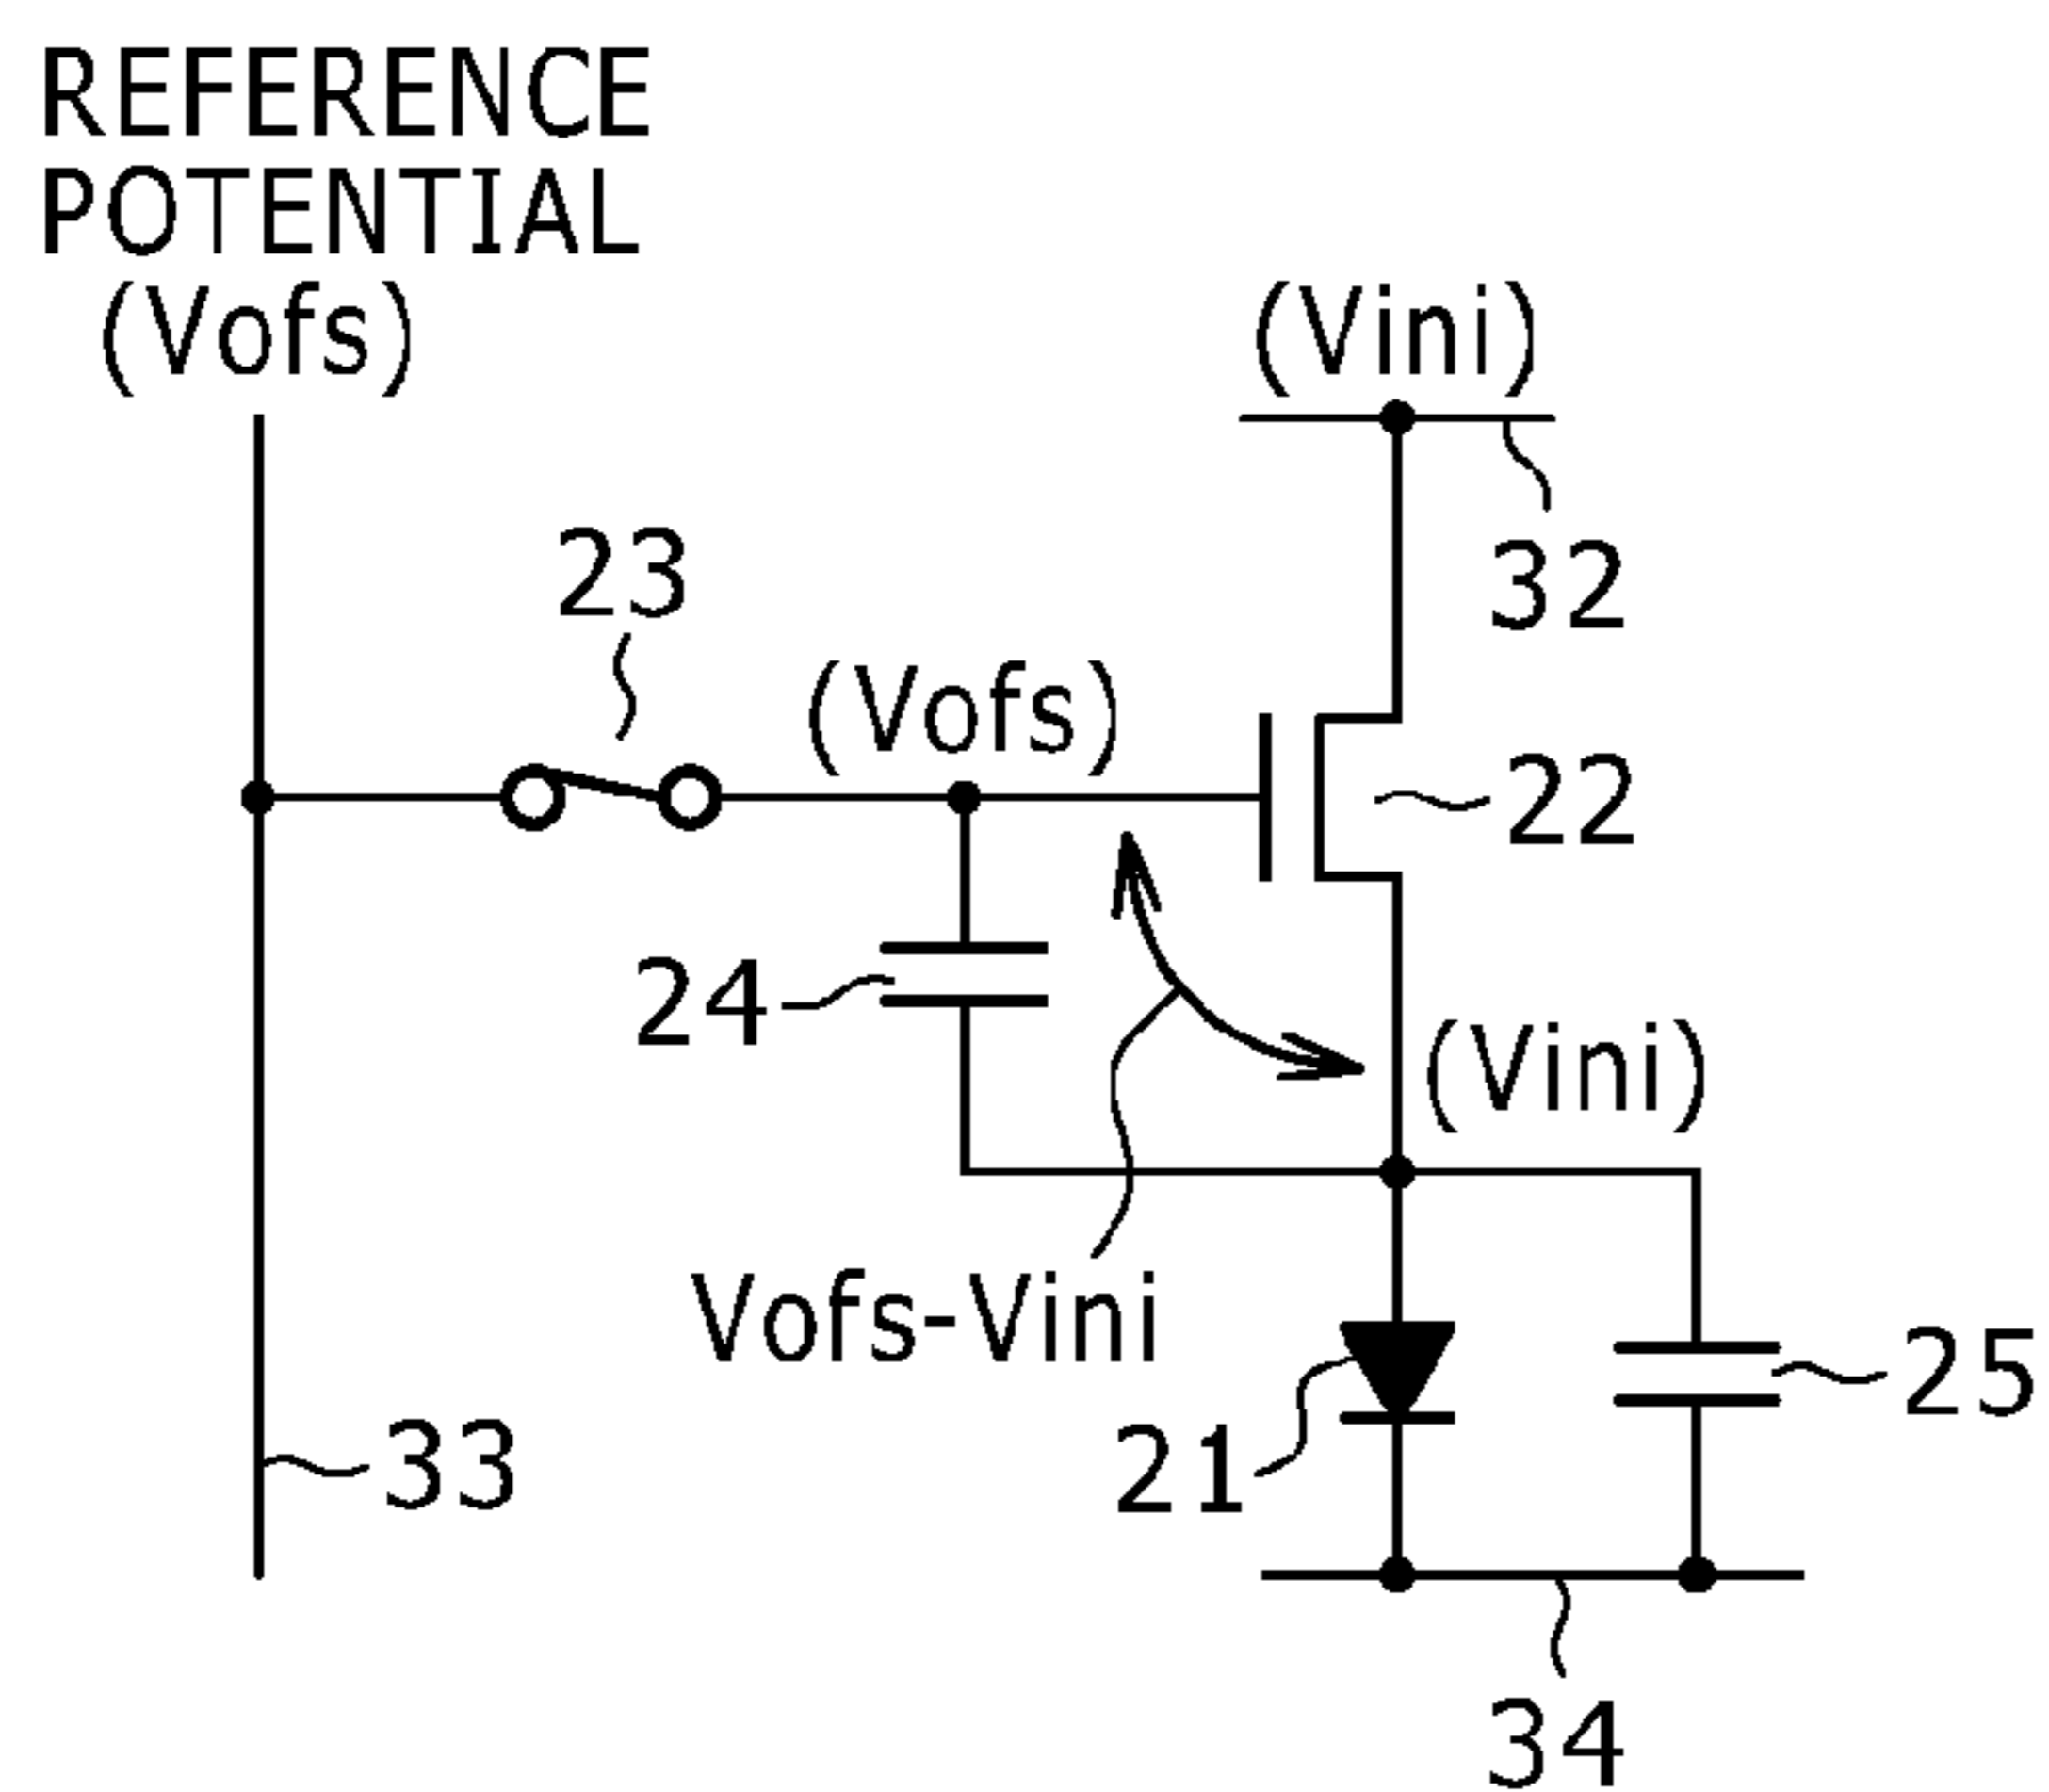 REFERENCE
POTENTIAL
(Vofs)
(Vini)
32
23
(Vofs)
22
24
(Vini)
Vofs-Vini
21
25
33
34